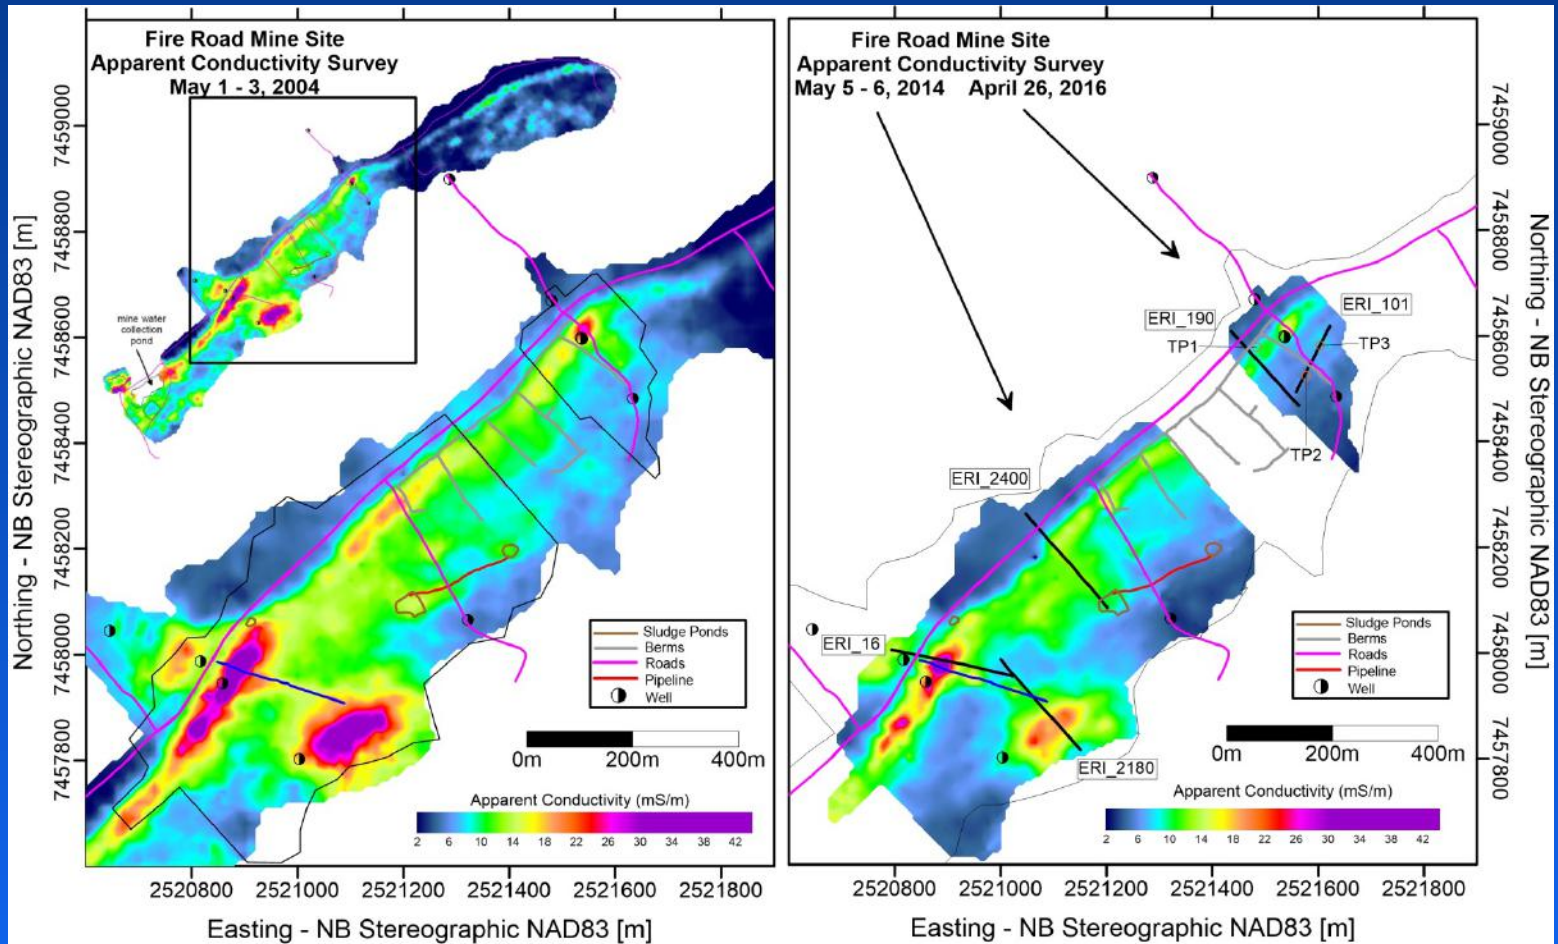 Fire Road Mine Site
Apparent Conductivity Survey
May 1 - 3, 2004
mine water
collection
pond
Northing - NB Stereographic NAD83 [m]
7459000
7458800
7458600
7458400
7458200
7458000
7457800
Sludge Ponds
Berms
Roads
Pipeline
Well
0m 200m 400m
Apparent Conductivity (mS/m)
2 6 10 14 18 22 26 30 34 38 42
2520800 2521000 2521200 2521400 2521600 2521800
Easting - NB Stereographic NAD83 [m]
Fire Road Mine Site
Apparent Conductivity Survey
May 5 - 6, 2014 April 26, 2016
ERI_190
ERI_101
TP1
TP3
TP2
ERI_2400
ERI_16
ERI_2180
Sludge Ponds
Berms
Roads
Pipeline
Well
0m 200m 400m
Apparent Conductivity (mS/m)
2 6 10 14 18 22 26 30 34 38 42
7459000
7458800
7458600
7458400
7458200
7458000
7457800
Northing - NB Stereographic NAD83 [m]
2520800 2521000 2521200 2521400 2521600 2521800
Easting - NB Stereographic NAD83 [m]